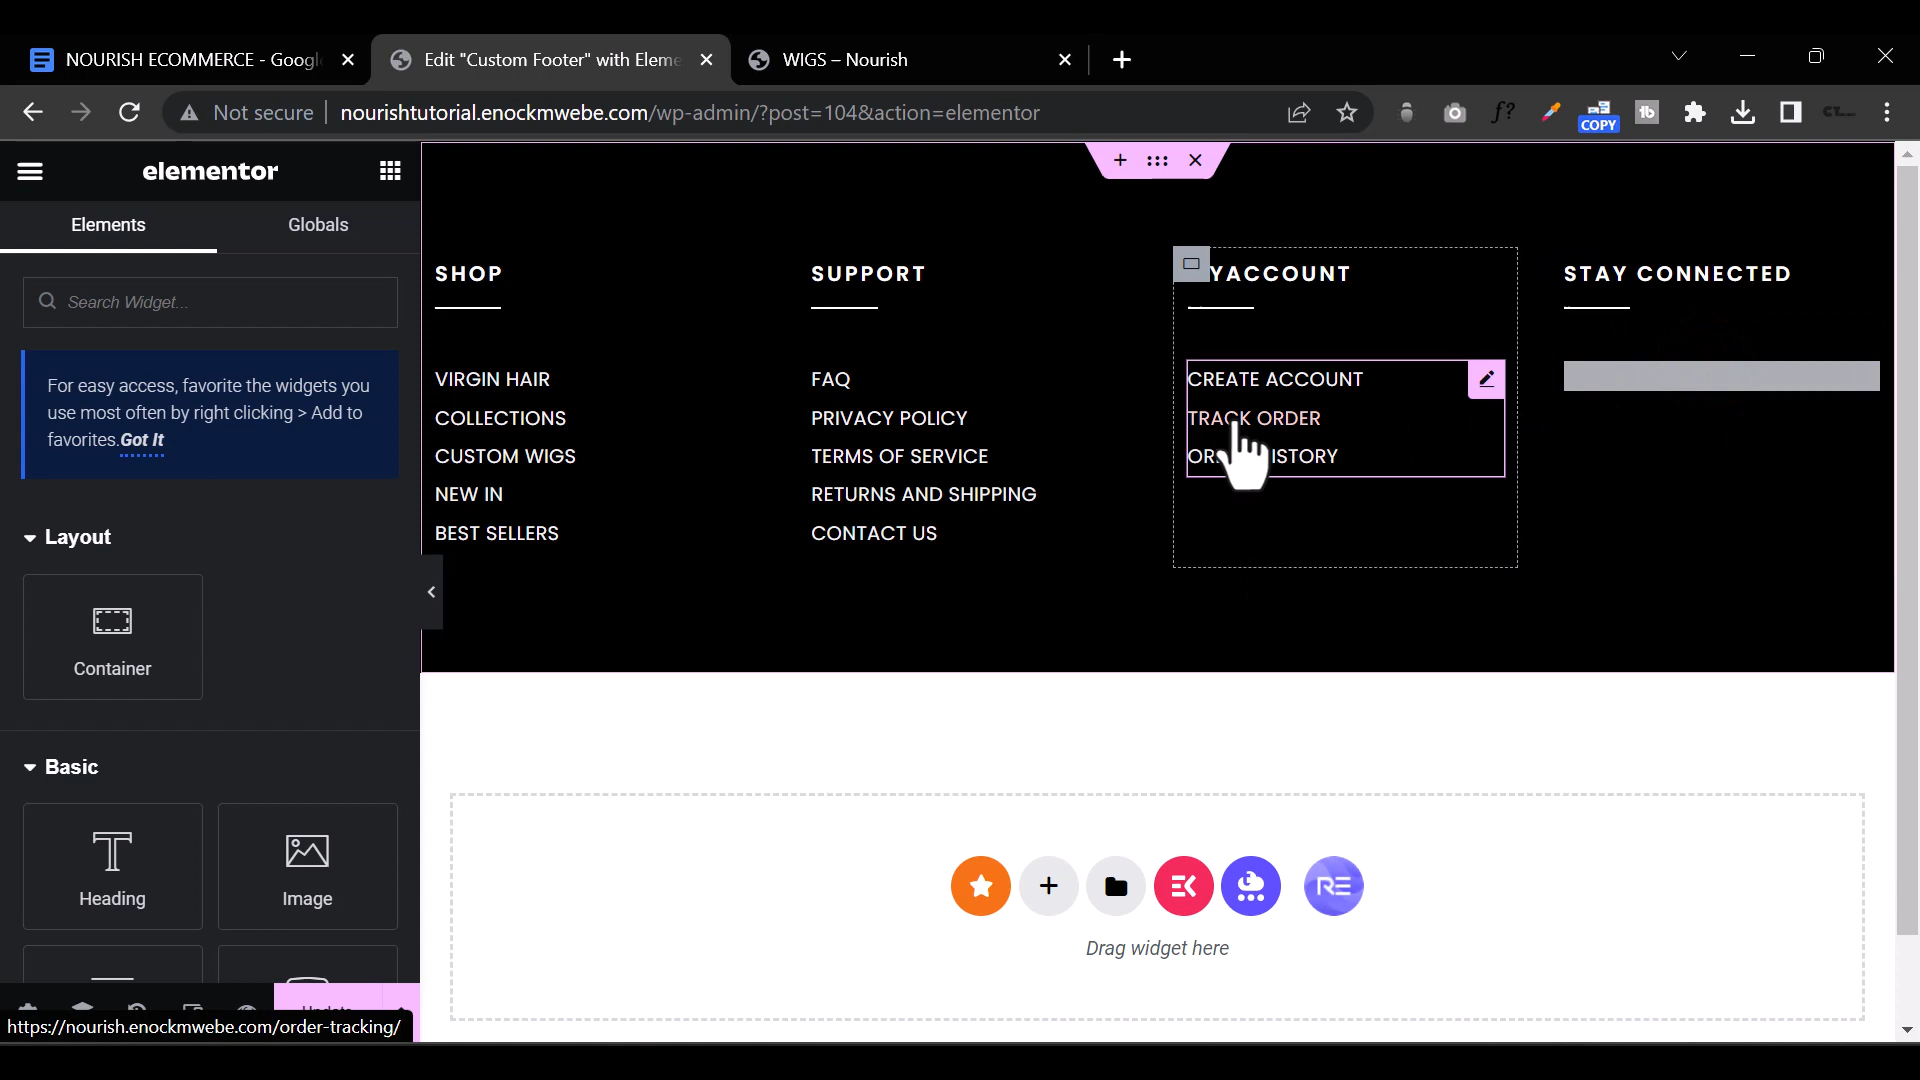 NOURISH ECOMMERCE - Googl
Edit "Custom Footer" with Eleme
WIGS – Nourish
Not secure
nourishtutorial.enockmwebe.com/wp-admin/?post=104&action=elementor
f?
COPY
tb
elementor
Elements
Globals
Search Widget...
For easy access, favorite the widgets you
use most often by right clicking > Add to
favorites.Got It
Layout
Container
Basic
Heading
Image
Update
https://nourish.enockmwebe.com/order-tracking/
SHOP
VIRGIN HAIR
COLLECTIONS
CUSTOM WIGS
NEW IN
BEST SELLERS
SUPPORT
FAQ
PRIVACY POLICY
TERMS OF SERVICE
RETURNS AND SHIPPING
CONTACT US
YACCOUNT
CREATE ACCOUNT
TRACK ORDER
STAY CONNECTED
RE
Drag widget here